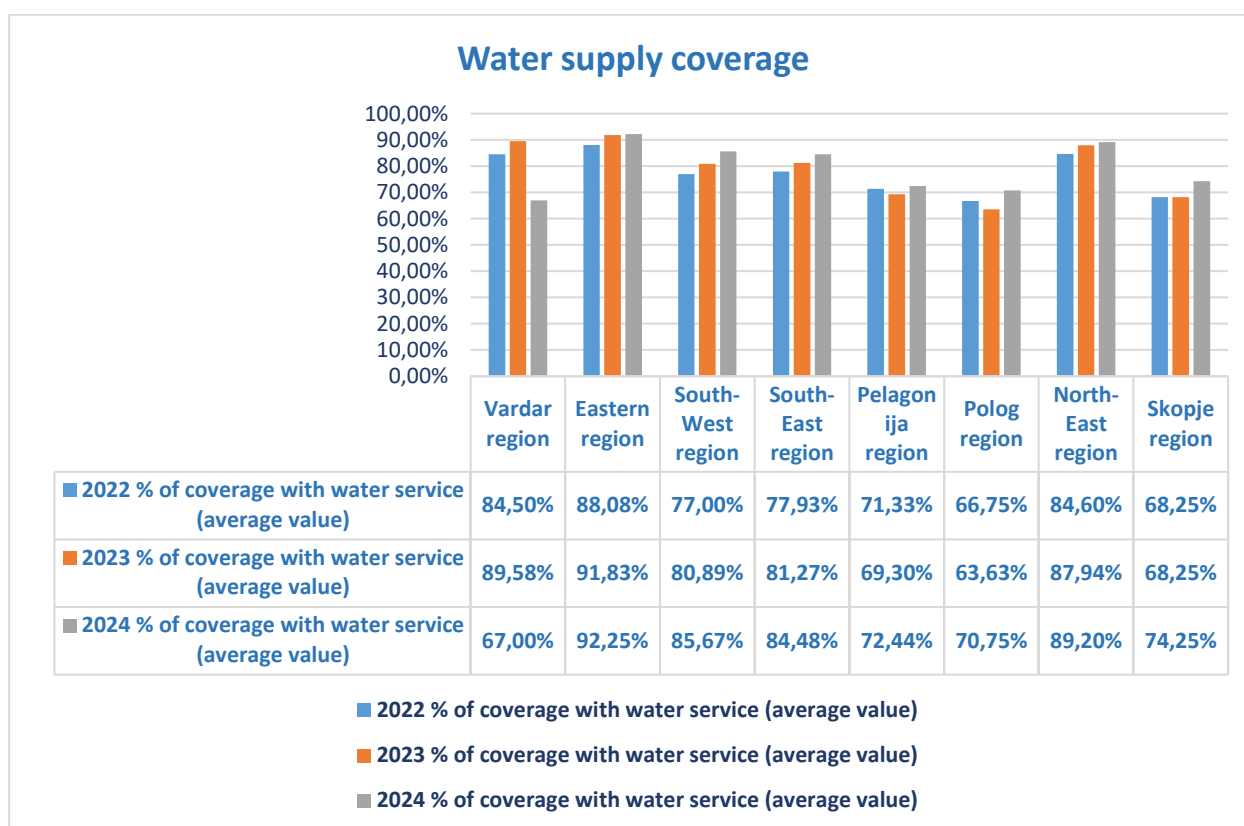 Water supply coverage
100,00%
90,00%
80,00%
70,00%
60,00%
50,00%
40,00%
30,00%
20,00%
10,00%
0,00%
Vardar
region
Eastern
region
South-
West
region
South-
East
region
Pelagon
ija
region
Polog
region
North-
East
region
Skopje
region
2022 % of coverage with water service
(average value)
84,50% 88,08% 77,00% 77,93% 71,33% 66,75% 84,60% 68,25%
2023 % of coverage with water service
(average value)
89,58% 91,83% 80,89% 81,27% 69,30% 63,63% 87,94% 68,25%
2024 % of coverage with water service
(average value)
67,00% 92,25% 85,67% 84,48% 72,44% 70,75% 89,20% 74,25%
2022 % of coverage with water service (average value)
2023 % of coverage with water service (average value)
2024 % of coverage with water service (average value)